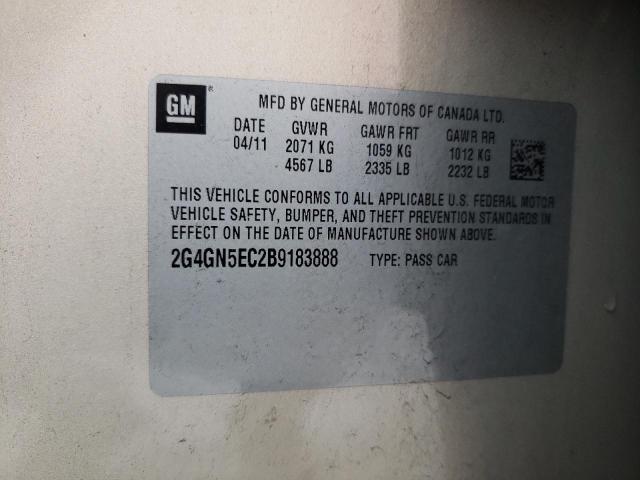 GM ® MFD BY GENERAL MOTORS OF CANADA LTD.
DATE GVWR GAWR FRT GAWR RR
04/11 2071 KG 1059 KG 1012 KG
4567 LB 2335 LB 2232 LB
THIS VEHICLE CONFORMS TO ALL APPLICABLE U.S. FEDERAL MOTOR
VEHICLE SAFETY, BUMPER, AND THEFT PREVENTION STANDARDS IN
EFFECT ON THE DATE OF MANUFACTURE SHOWN ABOVE.
2G4GN5EC2B9183888 TYPE: PASS CAR